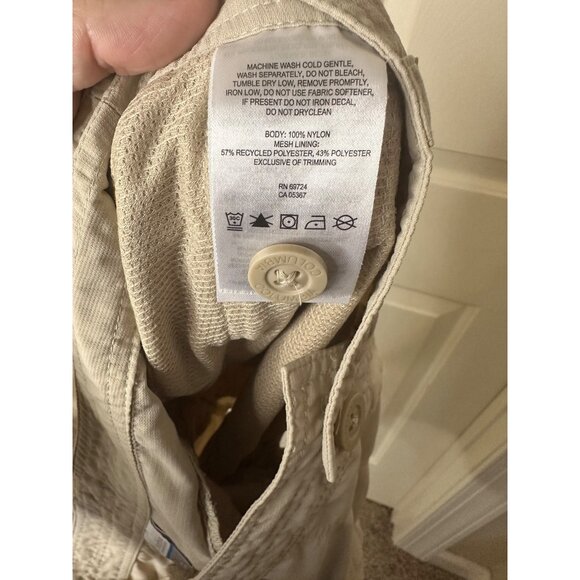 MACHINE WASH COLD GENTLE,
WASH SEPARATELY, DO NOT BLEACH,
TUMBLE DRY LOW, REMOVE PROMPTLY,
IRON LOW, DO NOT USE FABRIC SOFTENER,
IF PRESENT DO NOT IRON DECAL,
DO NOT DRYCLEAN
BODY: 100% NYLON
MESH LINING:
57% RECYCLED POLYESTER, 43% POLYESTER
EXCLUSIVE OF TRIMMING
RN 69724
CA 05367
30C